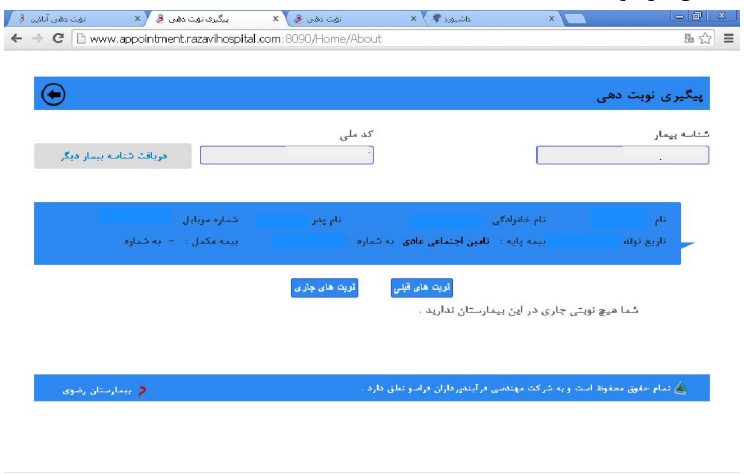 نوبت دهی آنلاین
پیگیری نوبت دهی
نوبت دهی
داشبورد
www.appointment.razavihospital.com:8090/Home/About
پیگیری نوبت دهی
شناسه بیمار
کد ملی
دریافت شناسه بیمار دیگر
نام نام خانوادگی نام پدر شماره موبایل
تاریخ تولد بیمه پایه : تامین اجتماعی عادی به شماره بیمه مکمل : - به شماره
نوبت های قبلی نوبت های جاری
شما هیچ نوبتی جاری در این بیمارستان ندارید .
تمام حقوق محفوظ است و به شرکت مهندسی فرآیندپردازان فراسو تعلق دارد . بیمارستان رضوی